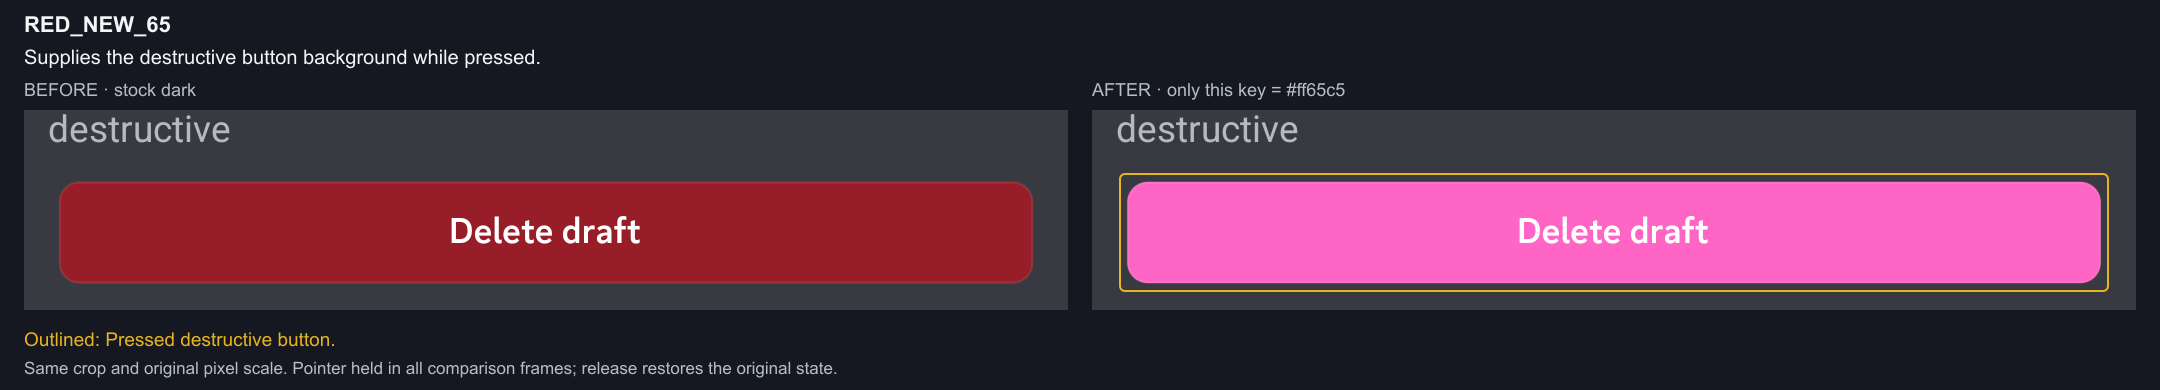 RED_NEW_65
Supplies the destructive button background while pressed.
BEFORE · stock dark
AFTER · only this key = #ff65c5
destructive
destructive
Delete draft
Delete draft
Outlined: Pressed destructive button.
Same crop and original pixel scale. Pointer held in all comparison frames; release restores the original state.